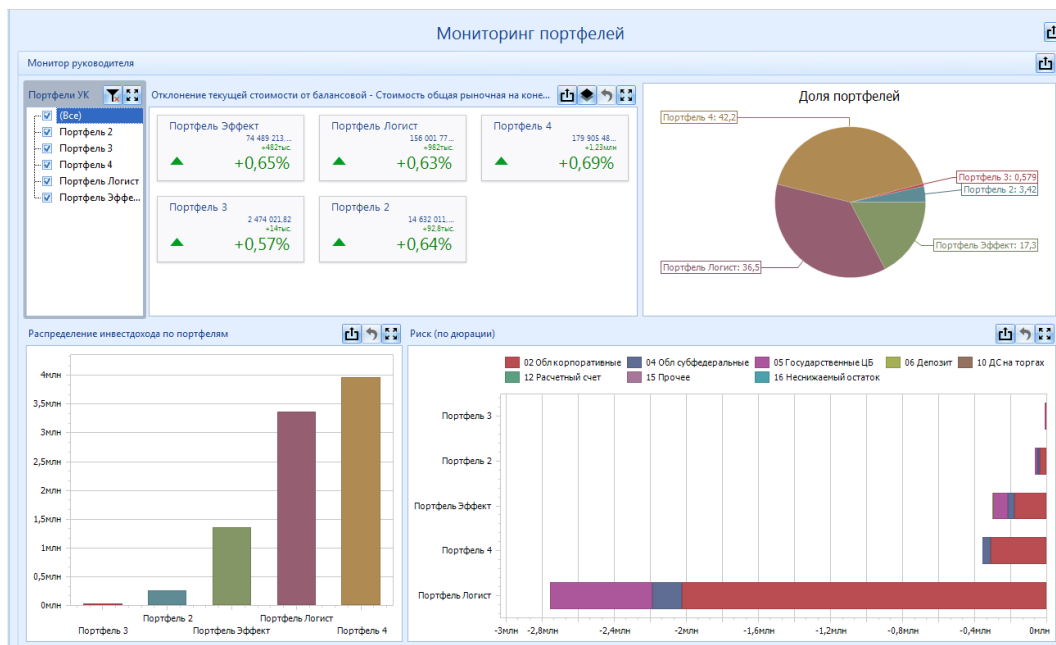 Мониторинг портфелей
Монитор руководителя
Портфели УК
(Все)
Портфель 2
Портфель 3
Портфель 4
Портфель Логист
Портфель Эффе...
Отклонение текущей стоимости от балансовой - Стоимость общая рыночная на коне...
Портфель Эффект
74 489 213,...
+482тыс.
+0,65%
Портфель Логист
156 001 77...
+982тыс.
+0,63%
Портфель 4
179 905 48...
+1,23млн
+0,69%
Портфель 3
2 474 021,82
+14тыс.
+0,57%
Портфель 2
14 632 011,...
+92,8тыс.
+0,64%
Доля портфелей
Портфель 4: 42,2
Портфель 3: 0,579
Портфель 2: 3,42
Портфель Эффект: 17,3
Портфель Логист: 36,5
Распределение инвестдохода по портфелям
4млн
3,5млн
3млн
2,5млн
2млн
1,5млн
1млн
0,5млн
0млн
Портфель 2 Портфель Логист
Портфель 3 Портфель Эффект Портфель 4
Риск (по дюрации)
02 Обл корпоративные 04 Обл субфедеральные 05 Государственные ЦБ 06 Депозит 10 ДС на торгах
12 Расчетный счет 15 Прочее 16 Неснижаемый остаток
Портфель 3
Портфель 2
Портфель Эффект
Портфель 4
Портфель Логист
-3млн -2,8млн -2,4млн -2млн -1,6млн -1,2млн -0,8млн -0,4млн 0млн